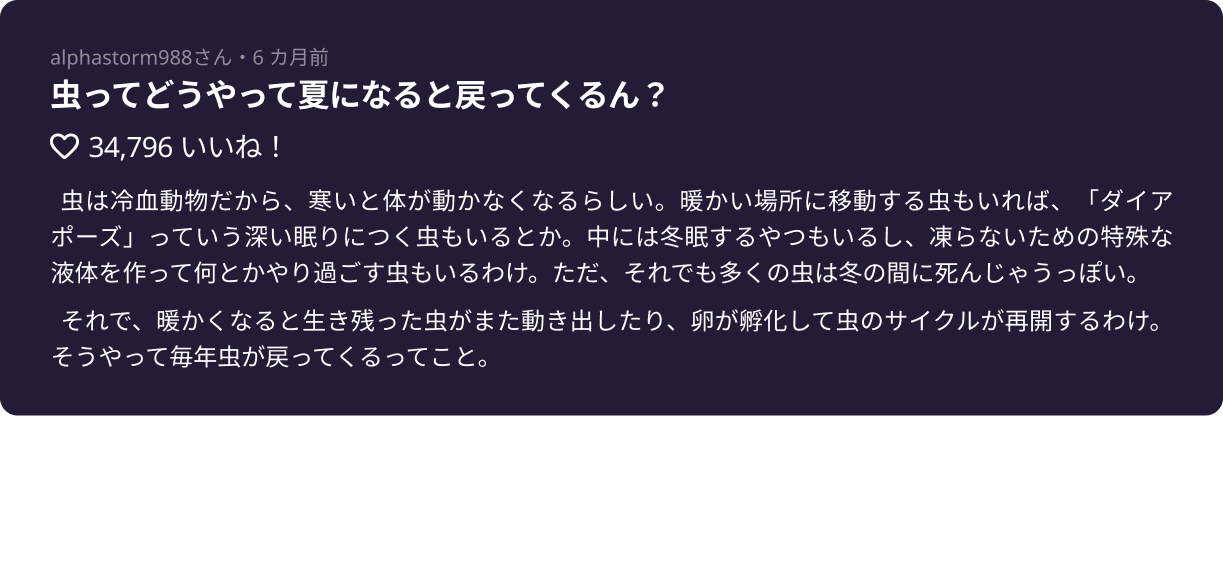 alphastorm988さん・6 カ月前
虫ってどうやって夏になると戻ってくるん？
34,796 いいね！
虫は冷血動物だから、寒いと体が動かなくなるらしい。暖かい場所に移動する虫もいれば、「ダイア
ポーズ」っていう深い眠りにつく虫もいるとか。中には冬眠するやつもいるし、凍らないための特殊な
液体を作って何とかやり過ごす虫もいるわけ。ただ、それでも多くの虫は冬の間に死んじゃうっぽい。
それで、暖かくなると生き残った虫がまた動き出したり、卵が孵化して虫のサイクルが再開するわけ。
そうやって毎年虫が戻ってくるってこと。